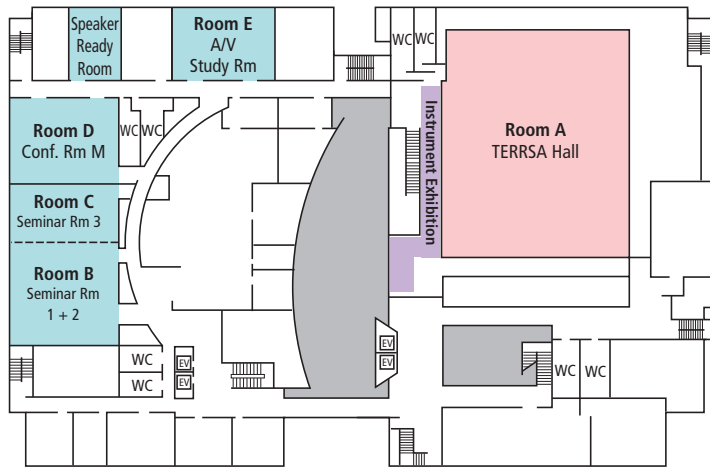 Speaker
Ready
Room
Room E
A/V
Study Rm
WC WC
Room D
Conf. Rm M
WC WC
Instrument Exhibition
Room A
TERRSA Hall
Room C
Seminar Rm 3
Room B
Seminar Rm
1 + 2
WC
WC
EV
EV
EV
EV
WC WC